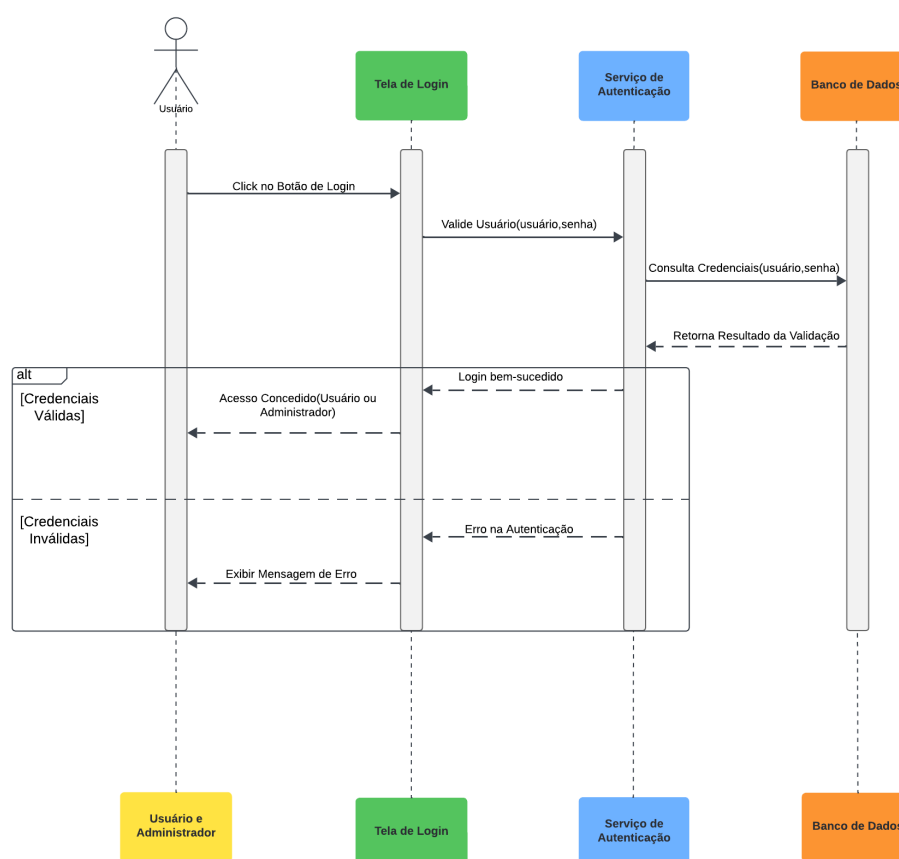 Usuário
Tela de Login
Serviço de
Autenticação
Banco de Dados
Click no Botão de Login
Valide Usuário(usuário,senha)
Consulta Credenciais(usuário,senha)
Retorna Resultado da Validação
alt
[Credenciais
Válidas]
Login bem-sucedido
Acesso Concedido(Usuário ou
Administrador)
[Credenciais
Inválidas]
Erro na Autenticação
Exibir Mensagem de Erro
Usuário e
Administrador
Tela de Login
Serviço de
Autenticação
Banco de Dados